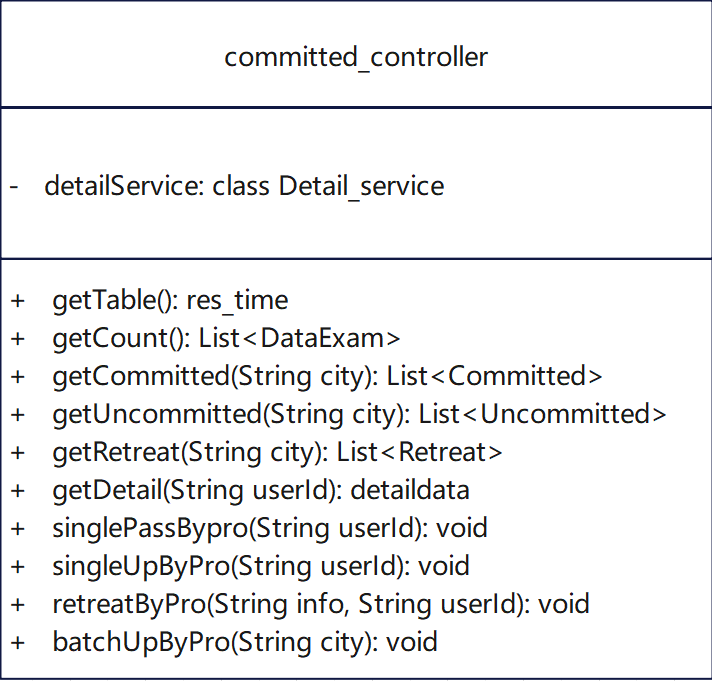 committed_controller
- detailService: class Detail_service
+ getTable(): res_time
+ getCount(): List<DataExam>
+ getCommitted(String city): List<Committed>
+ getUncommitted(String city): List<Uncommitted>
+ getRetreat(String city): List<Retreat>
+ getDetail(String userId): detaildata
+ singlePassBypro(String userId): void
+ singleUpByPro(String userId): void
+ retreatByPro(String info, String userId): void
+ batchUpByPro(String city): void